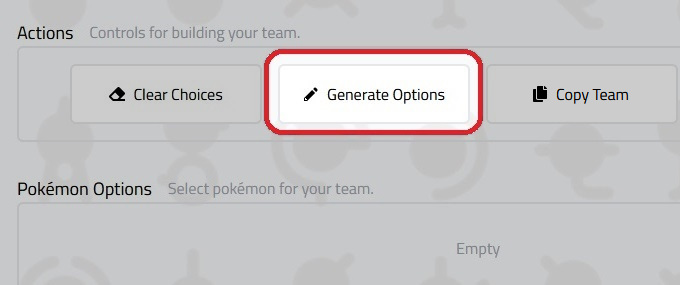 Actions Controls for building your team.
Clear Choices Generate Options Copy Team
Pokémon Options Select pokémon for your team.
Empty